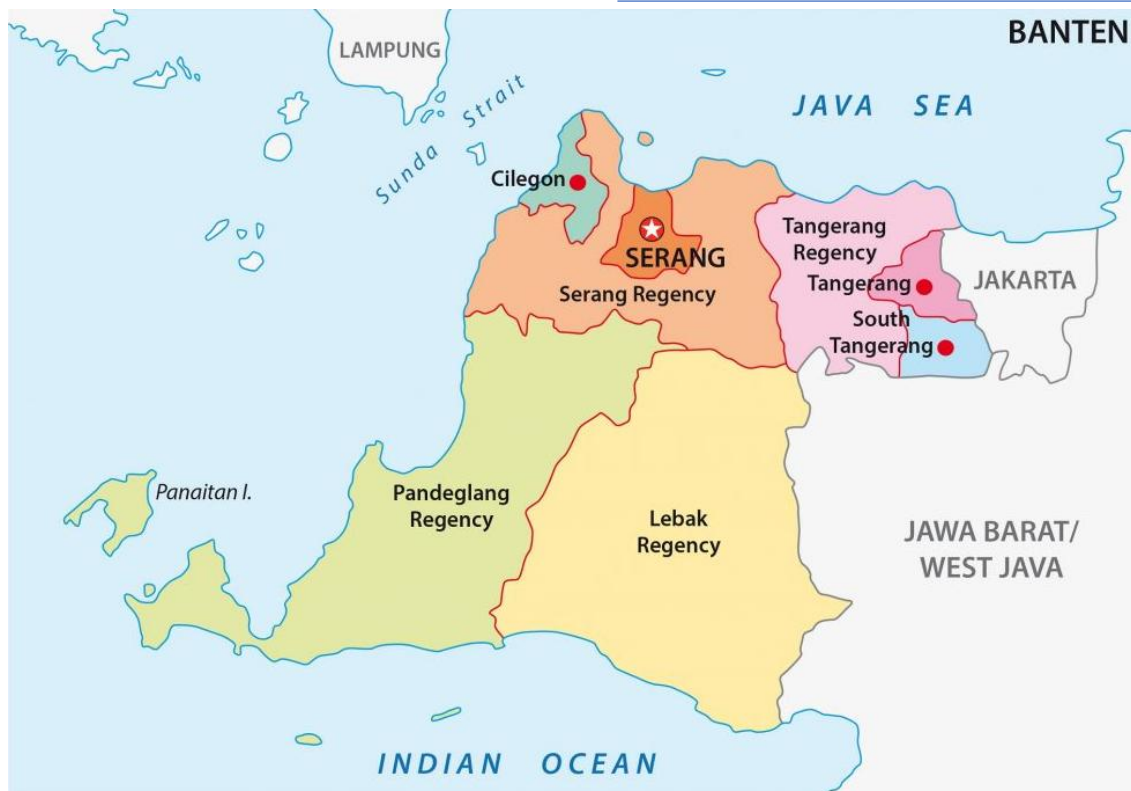 BANTEN
LAMPUNG
JAVA SEA
Sunda Strait
Cilegon
SERANG
Serang Regency
Tangerang
Regency
Tangerang
South
Tangerang
JAKARTA
Panaitan I.
Pandeglang
Regency
Lebak
Regency
JAWA BARAT/
WEST JAVA
INDIAN OCEAN